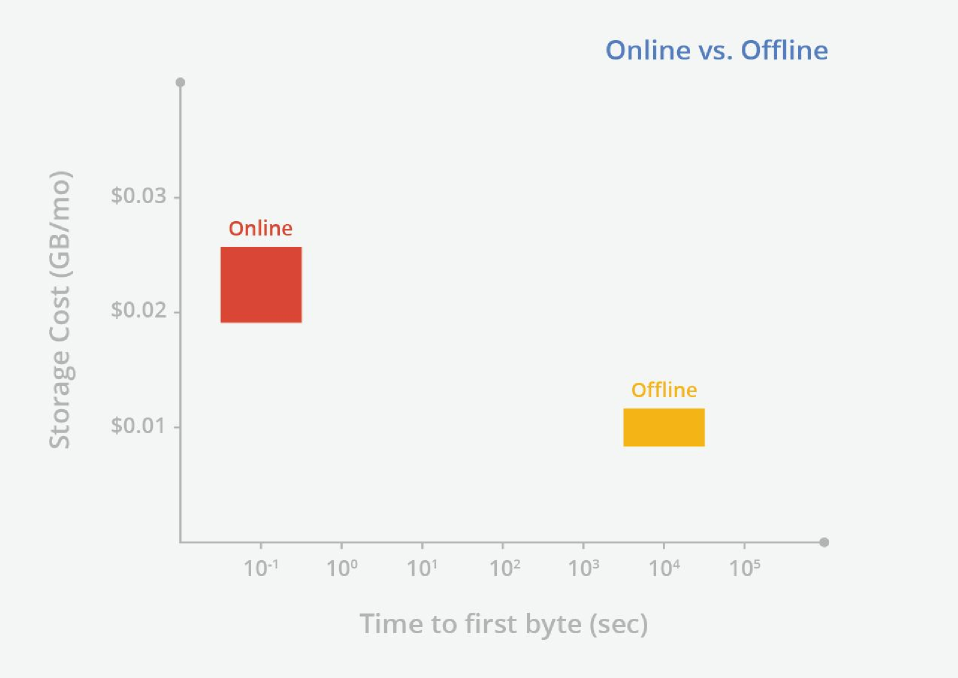 Online vs. Offline
Storage Cost (GB/mo)
$0.03
Online
$0.02
Offline
$0.01
10⁻¹ 10⁰ 10¹ 10² 10³ 10⁴ 10⁵
Time to first byte (sec)